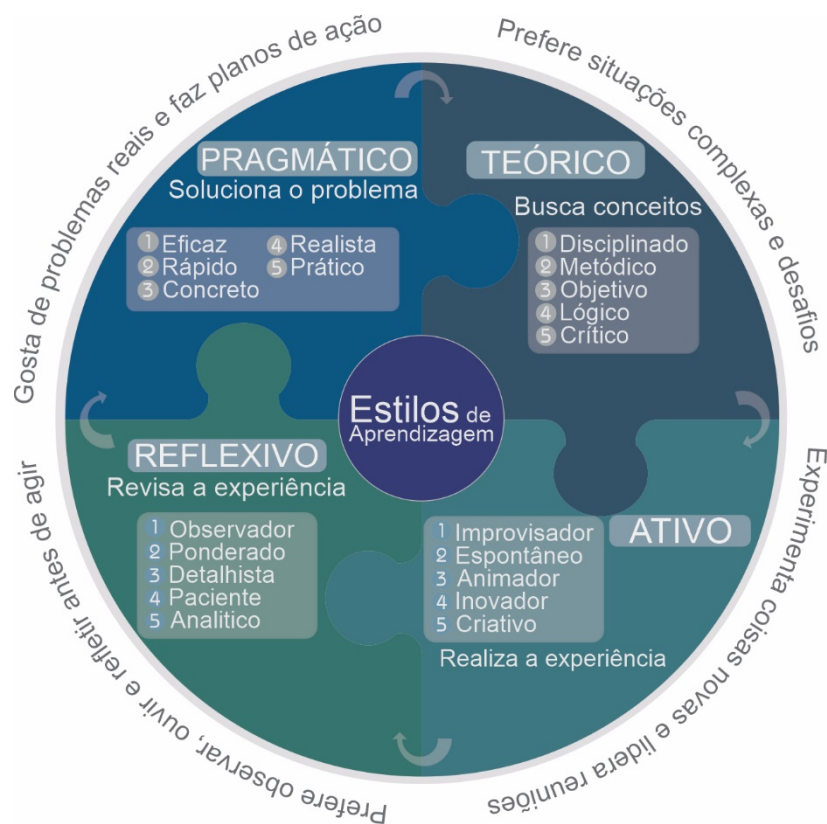 Gosta de problemas reais e faz planos de ação
Prefere situações complexas e desafios
PRAGMÁTICO
Soluciona o problema
1 Eficaz
2 Rápido
3 Concreto
4 Realista
5 Prático
TEÓRICO
Busca conceitos
1 Disciplinado
2 Metódico
3 Objetivo
4 Lógico
5 Crítico
Estilos de
Aprendizagem
REFLEXIVO
Revisa a experiência
1 Observador
2 Ponderado
3 Detalhista
4 Paciente
5 Analitico
ATIVO
1 Improvisador
2 Espontâneo
3 Animador
4 Inovador
5 Criativo
Realiza a experiência
Prefere observar, ouvir e refletir antes de agir
Experimenta coisas novas e lidera reuniões